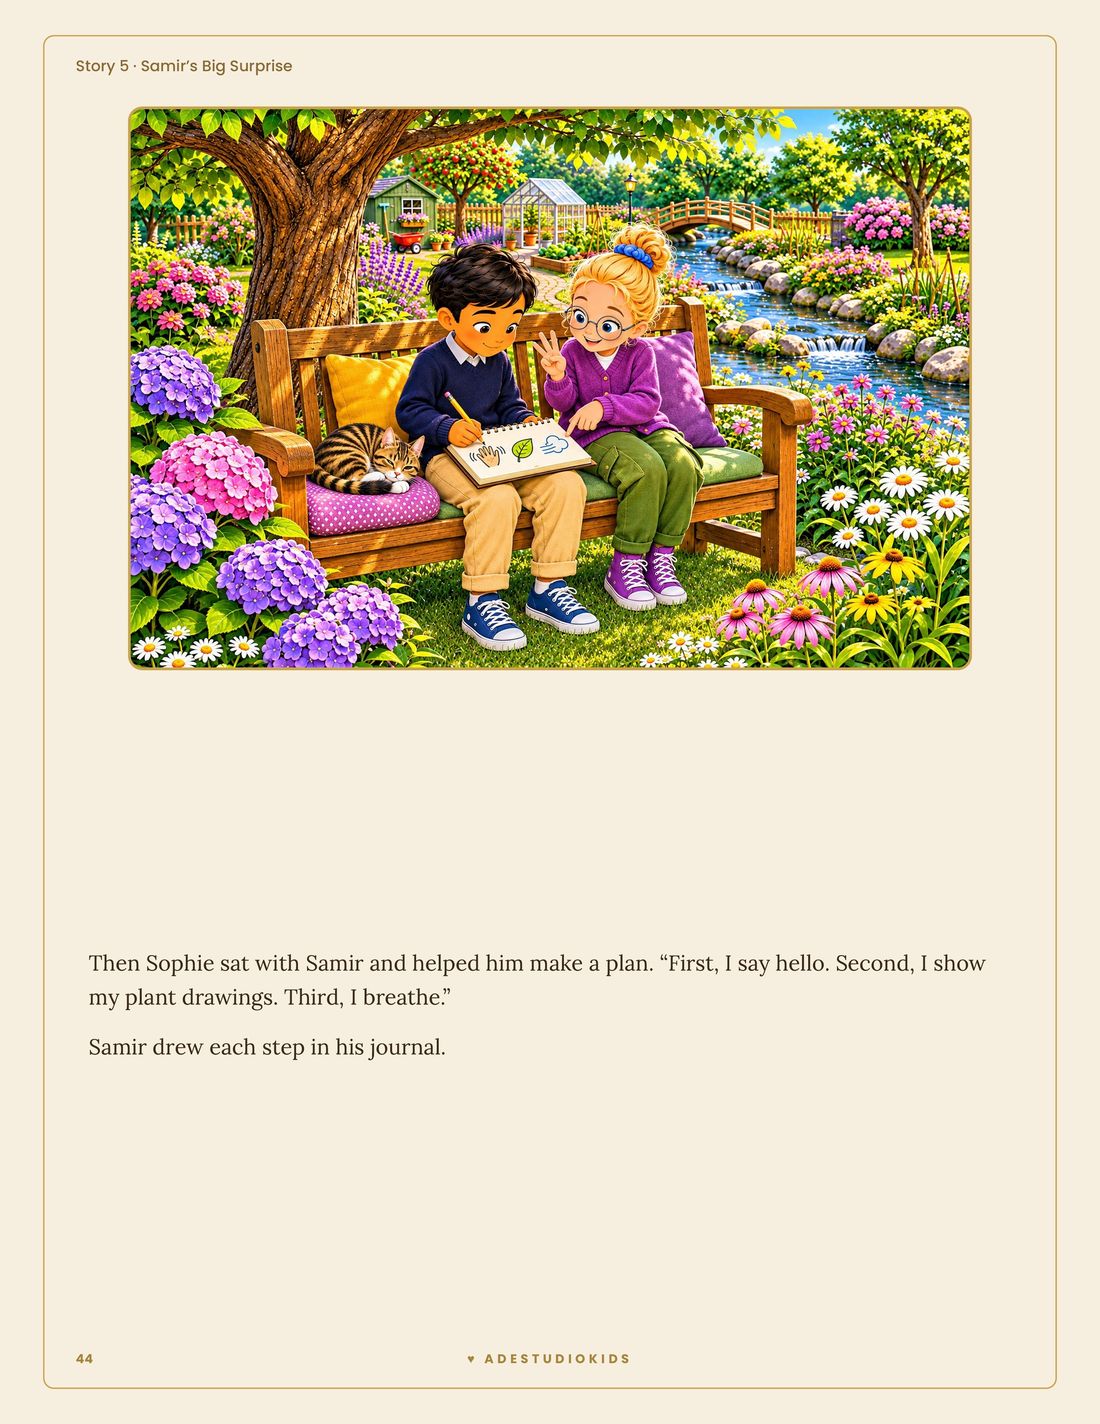 Story 5 · Samir’s Big Surprise
Then Sophie sat with Samir and helped him make a plan. “First, I say hello. Second, I show
my plant drawings. Third, I breathe.”
Samir drew each step in his journal.
44
♥ ADESTUDIOKIDS